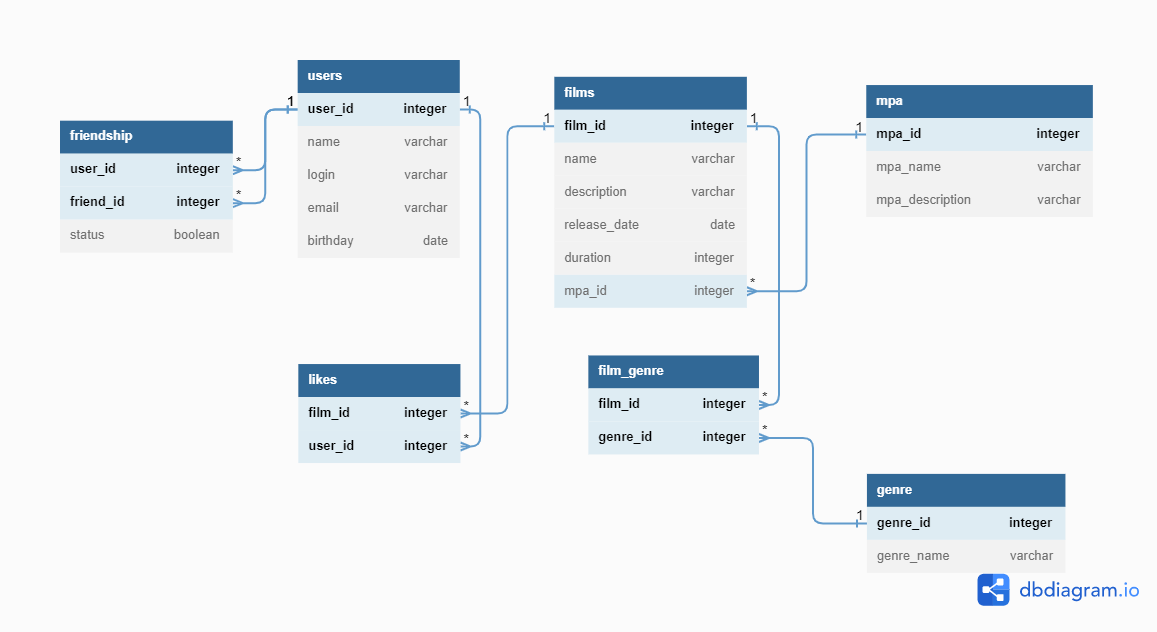 users
1 user_id integer 1
name varchar
login varchar
email varchar
birthday date
friendship
user_id integer *
friend_id integer *
status boolean
films
1 film_id integer 1
name varchar
description varchar
release_date date
duration integer
mpa_id integer *
mpa
1 mpa_id integer
mpa_name varchar
mpa_description varchar
likes
film_id integer *
user_id integer *
film_genre
film_id integer *
genre_id integer *
genre
1 genre_id integer
genre_name varchar
dbdiagram.io